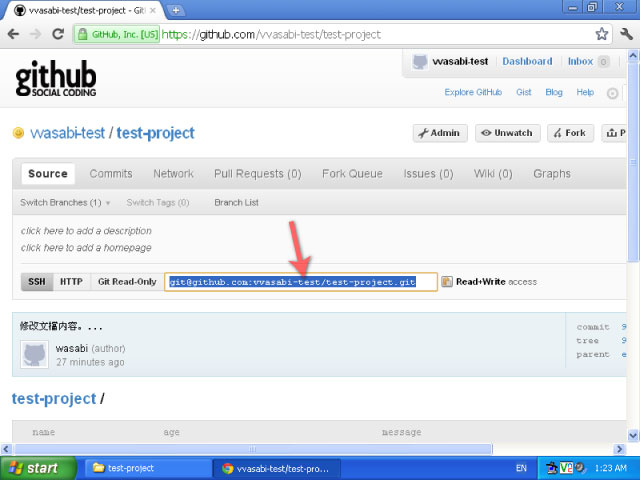 vvasabi-test/test-project - Git
GitHub, Inc. [US] https://github.com/vvasabi-test/test-project
github
SOCIAL CODING
vvasabi-test Dashboard Inbox 0
Explore GitHub Gist Blog Help
vvasabi-test / test-project
Admin Unwatch Fork P
Source Commits Network Pull Requests (0) Fork Queue Issues (0) Wiki (0) Graphs
Switch Branches (1) Switch Tags (0) Branch List
click here to add a description
click here to add a homepage
SSH HTTP Git Read-Only git@github.com:vvasabi-test/test-project.git Read+Write access
修改文擋內容。...
wasabi (author)
27 minutes ago
commit 9
tree 9
parent e
test-project /
name age message
start test-project vvasabi-test/test-pro... EN 1:23 AM